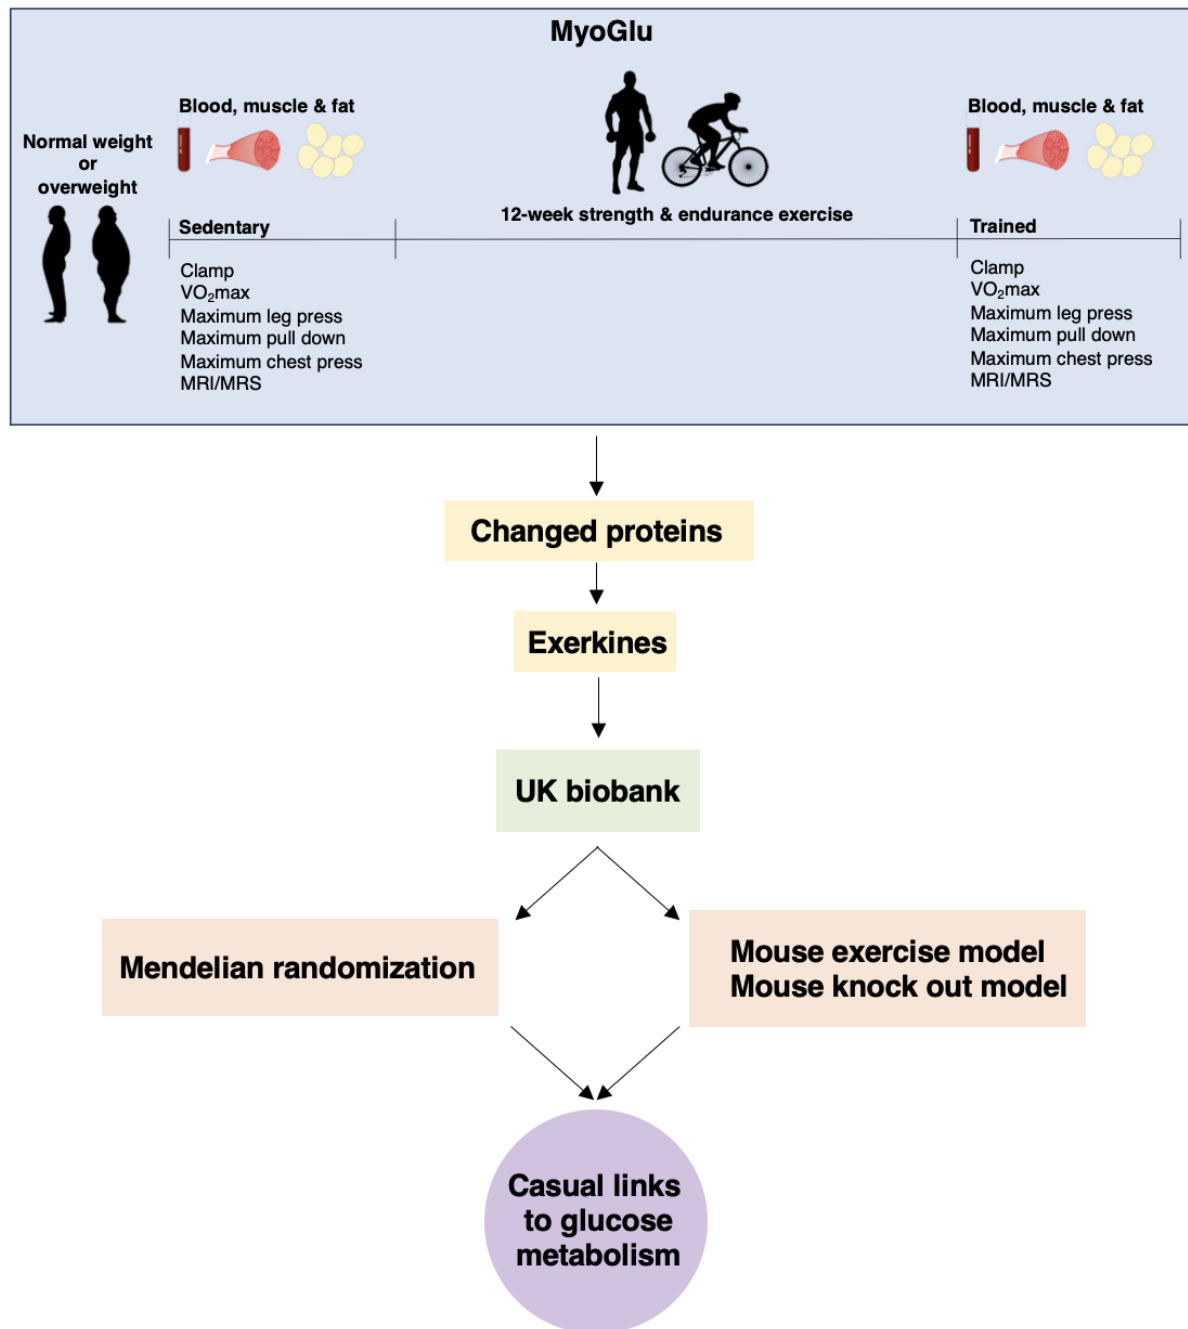 MyoGlu
Normal weight
or
overweight
Blood, muscle & fat
Sedentary
Clamp
VO₂max
Maximum leg press
Maximum pull down
Maximum chest press
MRI/MRS
12-week strength & endurance exercise
Blood, muscle & fat
Trained
Clamp
VO₂max
Maximum leg press
Maximum pull down
Maximum chest press
MRI/MRS
Changed proteins
Exerkines
UK biobank
Mendelian randomization
Mouse exercise model
Mouse knock out model
Casual links
to glucose
metabolism